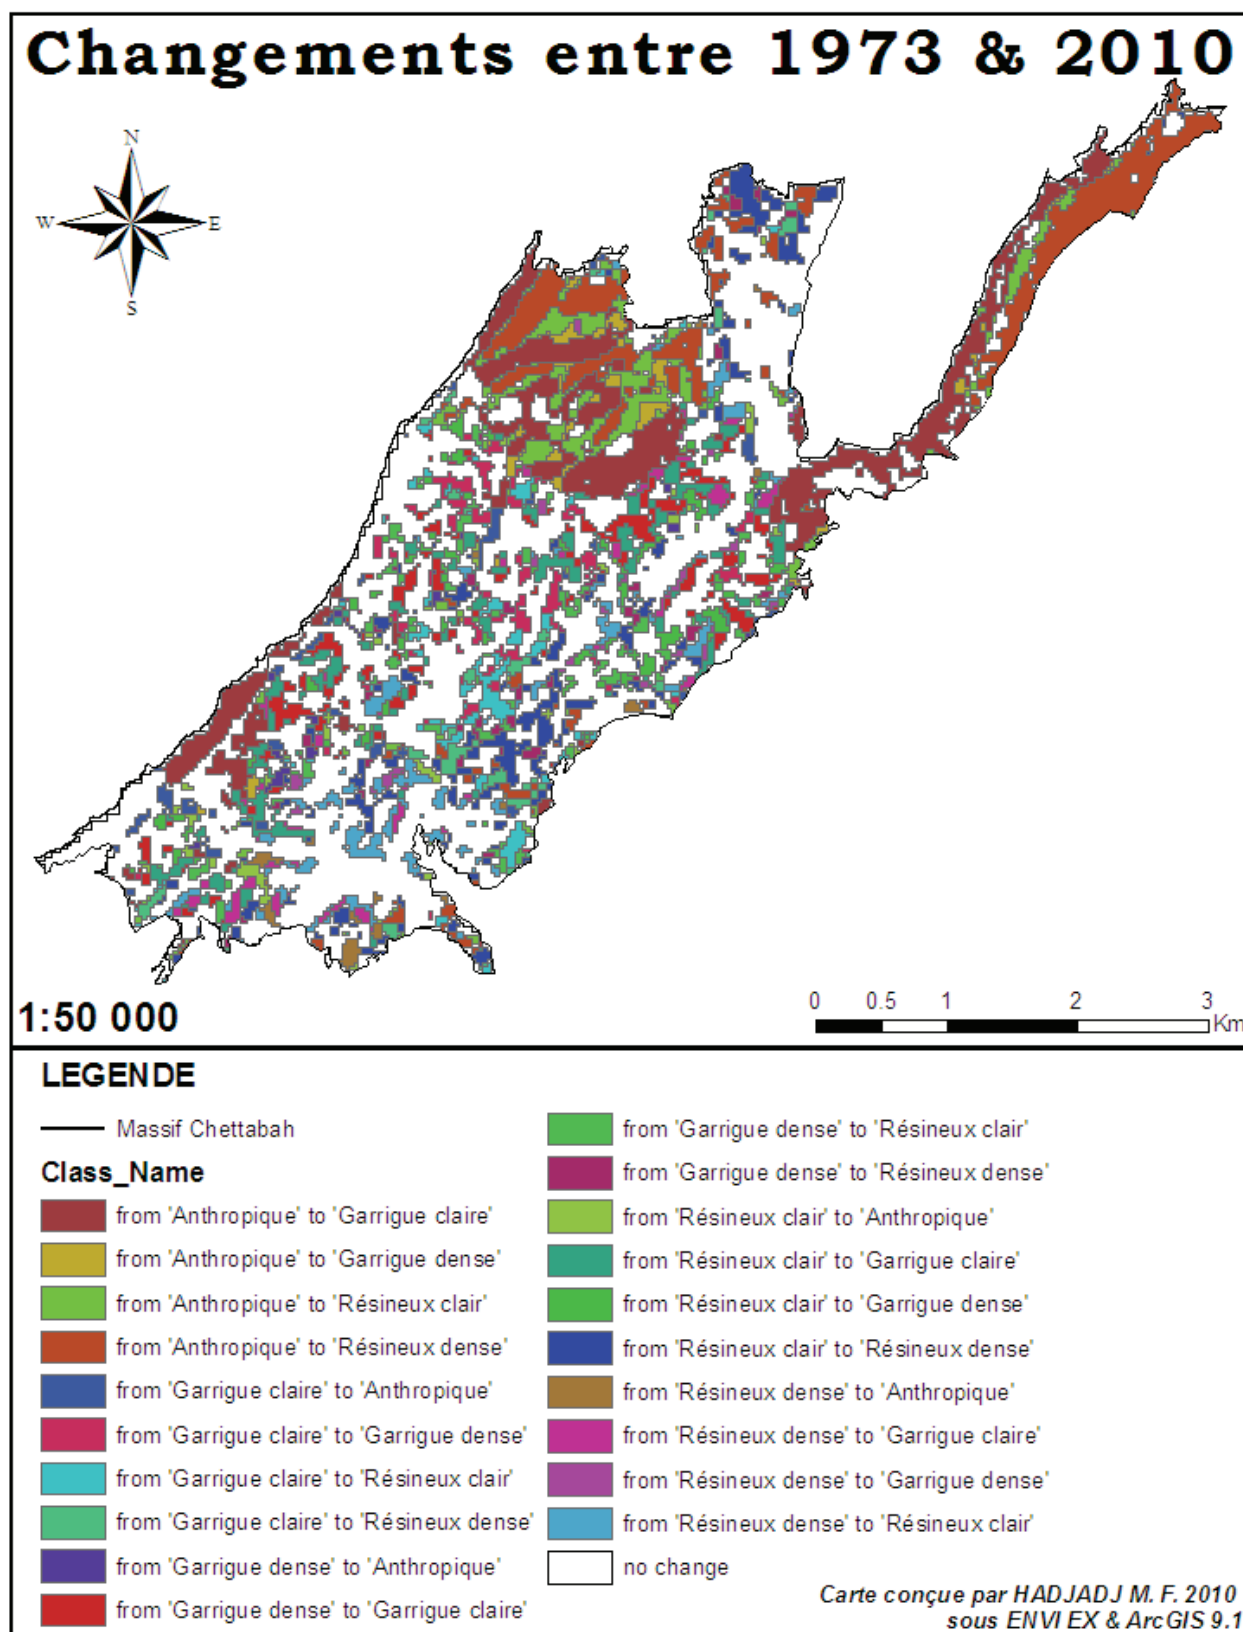 Changements entre 1973 & 2010
N
W
E
S
1:50 000
0 0.5 1 2 3
Km
LEGENDE
Massif Chettabah
Class_Name
from 'Anthropique' to 'Garrigue claire'
from 'Anthropique' to 'Garrigue dense'
from 'Anthropique' to 'Résineux clair'
from 'Anthropique' to 'Résineux dense'
from 'Garrigue claire' to 'Anthropique'
from 'Garrigue claire' to 'Garrigue dense'
from 'Garrigue claire' to 'Résineux clair'
from 'Garrigue claire' to 'Résineux dense'
from 'Garrigue dense' to 'Anthropique'
from 'Garrigue dense' to 'Garrigue claire'
from 'Garrigue dense' to 'Résineux clair'
from 'Garrigue dense' to 'Résineux dense'
from 'Résineux clair' to 'Anthropique'
from 'Résineux clair' to 'Garrigue claire'
from 'Résineux clair' to 'Garrigue dense'
from 'Résineux clair' to 'Résineux dense'
from 'Résineux dense' to 'Anthropique'
from 'Résineux dense' to 'Garrigue claire'
from 'Résineux dense' to 'Garrigue dense'
from 'Résineux dense' to 'Résineux clair'
no change
Carte conçue par HADJADJ M. F. 2010
sous ENVI EX & ArcGIS 9.1